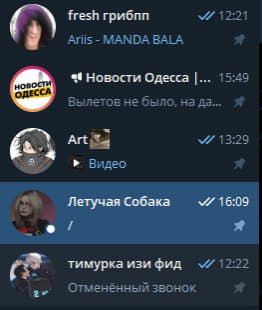 fresh грибпп 12:21
Ariis - MANDA BALA
НОВОСТИ
ОДЕССА
Новости Одесса |... 15:49
Вылетов не было, на да...
Art 13:29
Видео
Летучая Собака 16:09
/
тимурка изи фид 12:22
Отменённый звонок